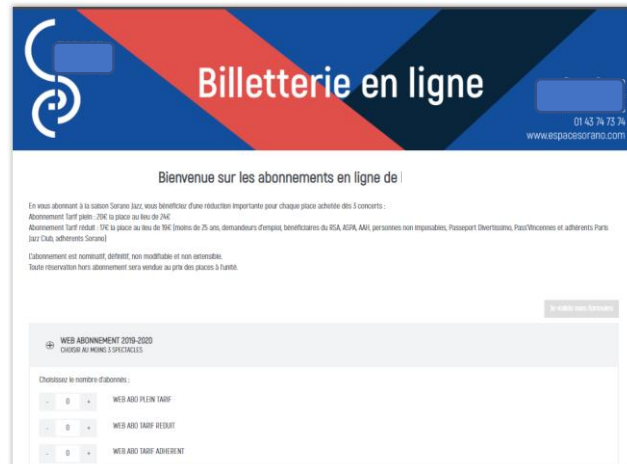 Billetterie en ligne
01 43 74 73 74
www.espacesorano.com
Bienvenue sur les abonnements en ligne de
En vous abonnant à la saison Sorano Jazz, vous bénéficiez d'une réduction importante pour chaque place achetée dès 3 concerts :
Abonnement Tarif plein : 20€ la place au lieu de 24€
Abonnement Tarif réduit : 17€ la place au lieu de 19€ (moins de 25 ans, demandeurs d'emploi, bénéficiaires du RSA, ASPA, AAH, personnes non imposables, Passeport Divertissimo, Pass'Vincennes et adhérents Paris
Jazz Club, adhérents Sorano)
L'abonnement est nominatif, définitif, non modifiable et non extensible.
Toute réservation hors abonnement sera vendue au prix des places à l'unité.
Je valide mes formules
WEB ABONNEMENT 2019-2020
CHOISIR AU MOINS 3 SPECTACLES
Choisissez le nombre d'abonnés :
- 0 + WEB ABO PLEIN TARIF
- 0 + WEB ABO TARIF REDUIT
- 0 + WEB ABO TARIF ADHERENT